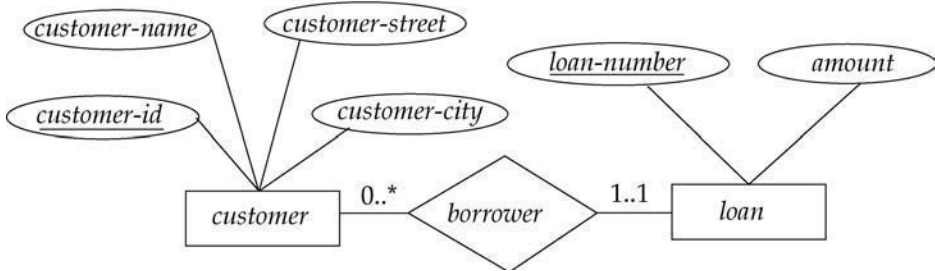 customer-name
customer-street
loan-number
amount
customer-id
customer-city
customer
0..*
borrower
1..1
loan